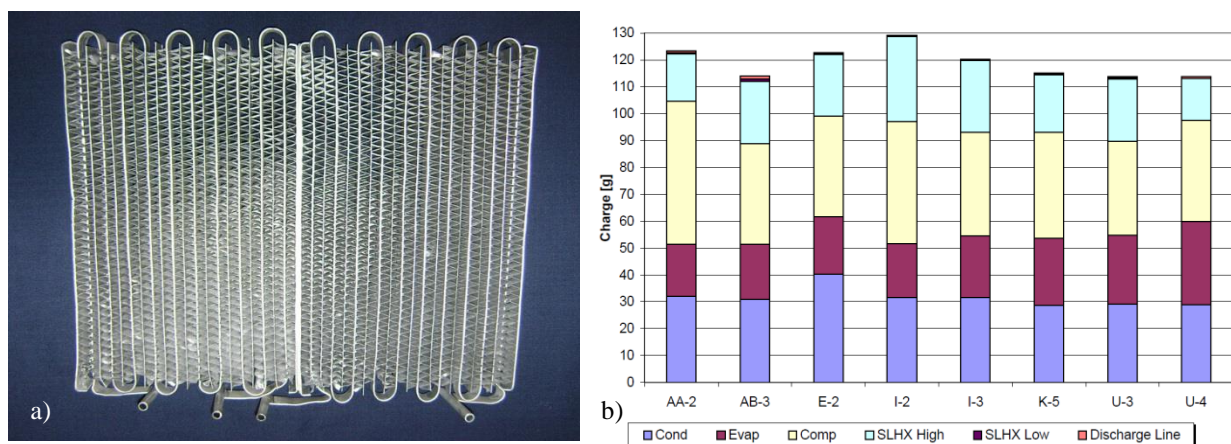 a)
b)
Charge [g]
130
120
110
100
90
80
70
60
50
40
30
20
10
0
AA-2 AB-3 E-2 I-2 I-3 K-5 U-3 U-4
Cond Evap Comp SLHX High SLHX Low Discharge Line